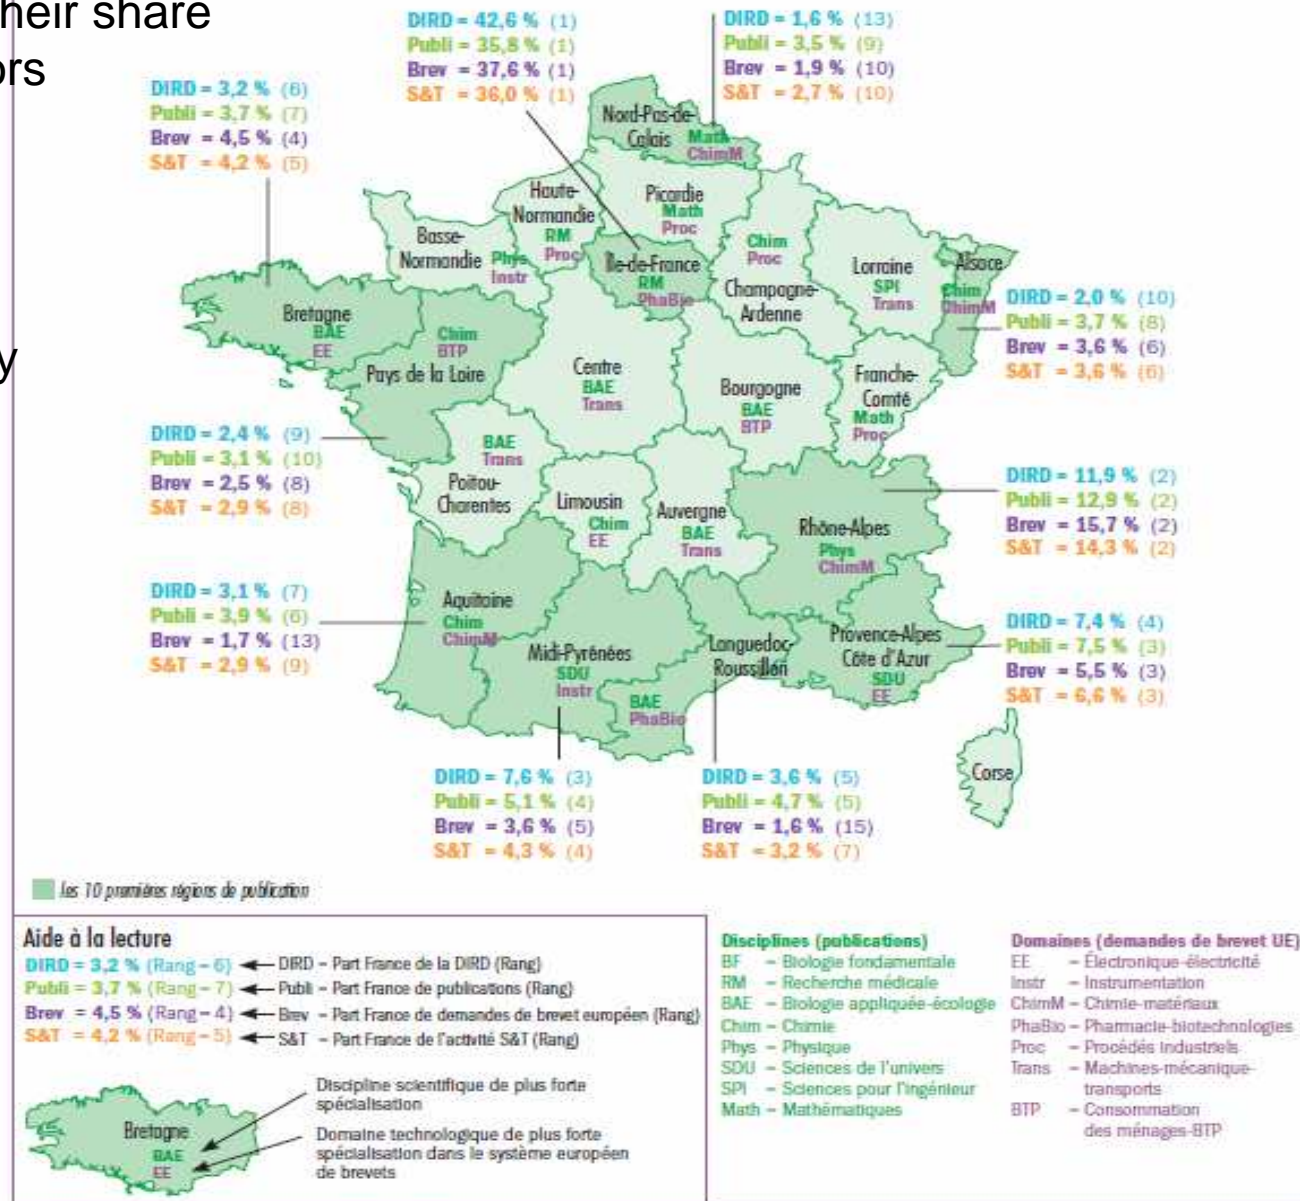 heir share
ors
y
DIRD = 42,6 % (1)
Publi = 35,8 % (1)
Brev = 37,6 % (1)
S&T = 36,0 % (1)
DIRD = 1,6 % (13)
Publi = 3,5 % (9)
Brev = 1,9 % (10)
S&T = 2,7 % (10)
DIRD = 3,2 % (6)
Publi = 3,7 % (7)
Brev = 4,5 % (4)
S&T = 4,2 % (5)
Nord-Pas-de-
Calais
Math
ChimM
Haute-
Normandie
RM
Proc
Picardie
Math
Proc
Basse-
Normandie
Phys
Instr
Île-de-France
RM
PhaBio
Chim
Proc
Champagne-
Ardenne
Lorraine
SPI
Trans
Alsace
Chim
ChimM
DIRD = 2,0 % (10)
Publi = 3,7 % (8)
Brev = 3,6 % (6)
S&T = 3,6 % (6)
Bretagne
BAE
EE
Chim
BTP
Pays de la Loire
Centre
BAE
Trans
Bourgogne
BAE
BTP
Franche-
Comté
Math
Proc
DIRD = 2,4 % (9)
Publi = 3,1 % (10)
Brev = 2,5 % (8)
S&T = 2,9 % (8)
BAE
Trans
Poitou-
Charentes
Limousin
Chim
EE
Auvergne
BAE
Trans
Rhône-Alpes
Phys
ChimM
DIRD = 11,9 % (2)
Publi = 12,9 % (2)
Brev = 15,7 % (2)
S&T = 14,3 % (2)
DIRD = 3,1 % (7)
Publi = 3,9 % (6)
Brev = 1,7 % (13)
S&T = 2,9 % (9)
Aquitaine
Chim
ChimM
Midi-Pyrénées
SDU
Instr
Languedoc-
Roussillon
BAE
PhaBio
Provence-Alpes
Côte d'Azur
SDU
EE
DIRD = 7,4 % (4)
Publi = 7,5 % (3)
Brev = 5,5 % (3)
S&T = 6,6 % (3)
Corse
DIRD = 7,6 % (3)
Publi = 5,1 % (4)
Brev = 3,6 % (5)
S&T = 4,3 % (4)
DIRD = 3,6 % (5)
Publi = 4,7 % (5)
Brev = 1,6 % (15)
S&T = 3,2 % (7)
les 10 premières régions de publication
Aide à la lecture
DIRD = 3,2 % (Rang – 6) DIRD – Part France de la DIRD (Rang)
Publi = 3,7 % (Rang – 7) Publi – Part France de publications (Rang)
Brev = 4,5 % (Rang – 4) Brev – Part France de demandes de brevet européen (Rang)
S&T = 4,2 % (Rang – 5) S&T – Part France de l'activité S&T (Rang)
Bretagne
BAE
EE
Discipline scientifique de plus forte
spécialisation
Domaine technologique de plus forte
spécialisation dans le système européen
de brevets
Disciplines (publications)
BF – Biologie fondamentale
RM – Recherche médicale
BAE – Biologie appliquée-écologie
Chim – Chimie
Phys – Physique
SDU – Sciences de l'univers
SPI – Sciences pour l'ingénieur
Math – Mathématiques
Domaines (demandes de brevet UE)
EE – Électronique-électricité
Instr – Instrumentation
ChimM – Chimie-matériaux
PhaBio – Pharmacie-biotechnologies
Proc – Procédés industriels
Trans – Machines-mécanique-
transports
BTP – Consommation
des ménages-BTP